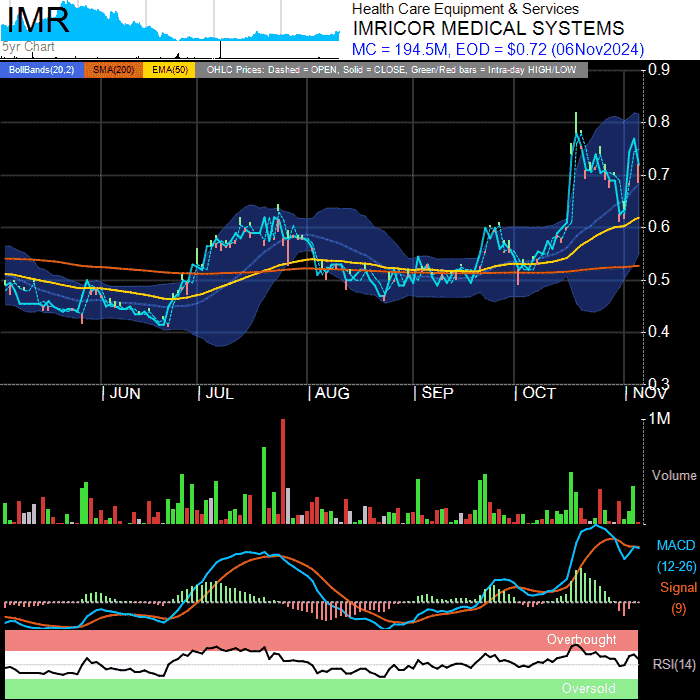 IMR
5yr Chart
Health Care Equipment & Services
IMRICOR MEDICAL SYSTEMS
MC = 194.5M, EOD = $0.72 (06Nov2024)
BollBands(20,2) SMA(200) EMA(50) OHLC Prices: Dashed = OPEN, Solid = CLOSE, Green/Red bars = Intra-day HIGH/LOW
0.9
0.8
0.7
0.6
0.5
0.4
0.3
JUN JUL AUG SEP OCT NOV
1M
Volume
MACD
(12-26)
Signal
(9)
Overbought
RSI(14)
Oversold